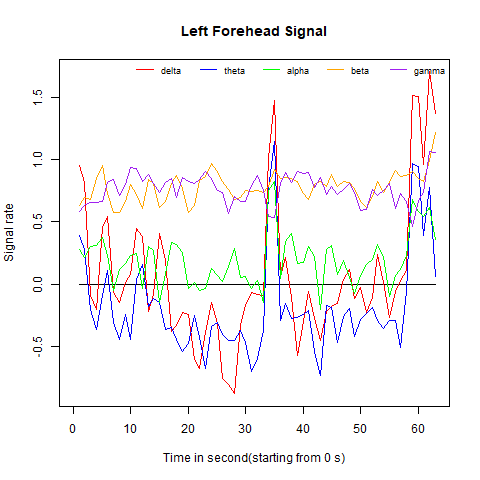 Left Forehead Signal
delta theta alpha beta gamma
Signal rate
1.5
1.0
0.5
0.0
-0.5
0 10 20 30 40 50 60
Time in second(starting from 0 s)